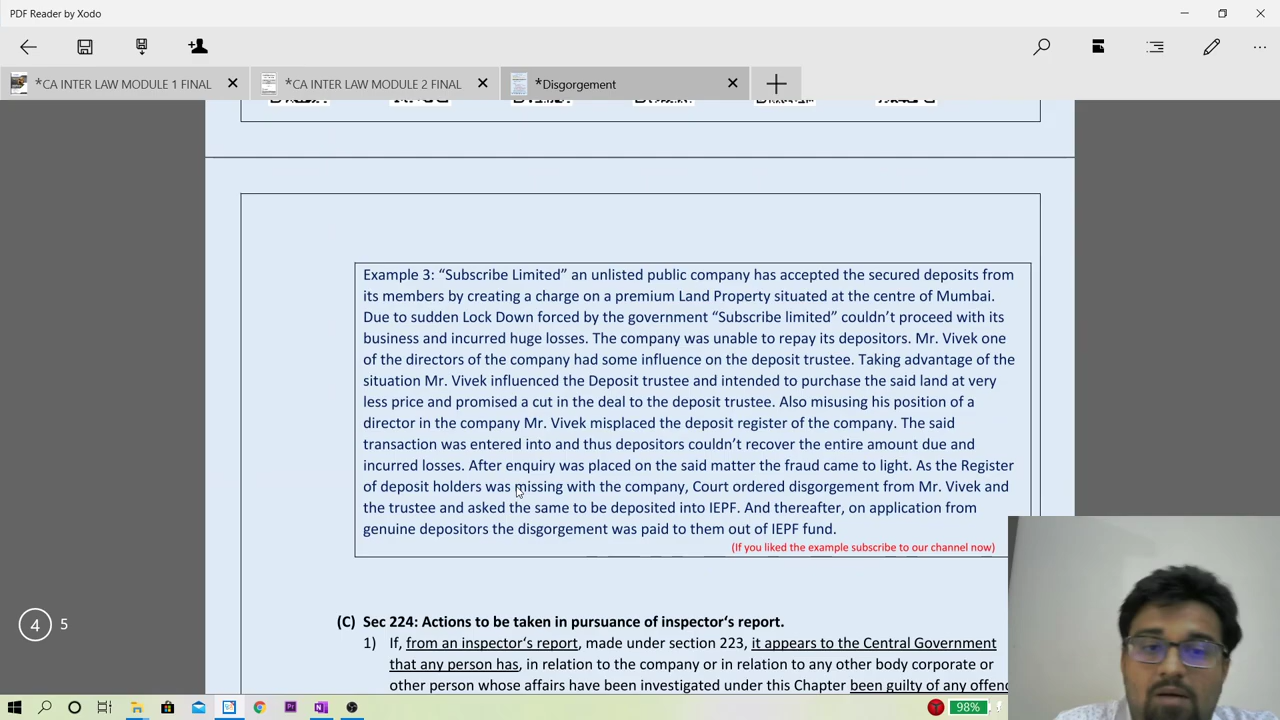 PDF Reader by Xodo
*CA INTER LAW MODULE 1 FINAL
*CA INTER LAW MODULE 2 FINAL
*Disgorgement
Example 3: “Subscribe Limited” an unlisted public company has accepted the secured deposits from
its members by creating a charge on a premium Land Property situated at the centre of Mumbai.
Due to sudden Lock Down forced by the government “Subscribe limited” couldn’t proceed with its
business and incurred huge losses. The company was unable to repay its depositors. Mr. Vivek one
of the directors of the company had some influence on the deposit trustee. Taking advantage of the
situation Mr. Vivek influenced the Deposit trustee and intended to purchase the said land at very
less price and promised a cut in the deal to the deposit trustee. Also misusing his position of a
director in the company Mr. Vivek misplaced the deposit register of the company. The said
transaction was entered into and thus depositors couldn’t recover the entire amount due and
incurred losses. After enquiry was placed on the said matter the fraud came to light. As the Register
of deposit holders was missing with the company, Court ordered disgorgement from Mr. Vivek and
the trustee and asked the same to be deposited into IEPF. And thereafter, on application from
genuine depositors the disgorgement was paid to them out of IEPF fund.
(If you liked the example subscribe to our channel now)
(C) Sec 224: Actions to be taken in pursuance of inspector‘s report.
1) If, from an inspector‘s report, made under section 223, it appears to the Central Government
that any person has, in relation to the company or in relation to any other body corporate or
other person whose affairs have been investigated under this Chapter been guilty of any offenc
4 5
98%